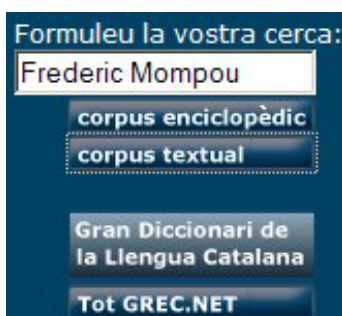 Formuleu la vostra cerca:
Frederic Mompou
corpus enciclopèdic
corpus textual
Gran Diccionari de
la Llengua Catalana
Tot GREC.NET